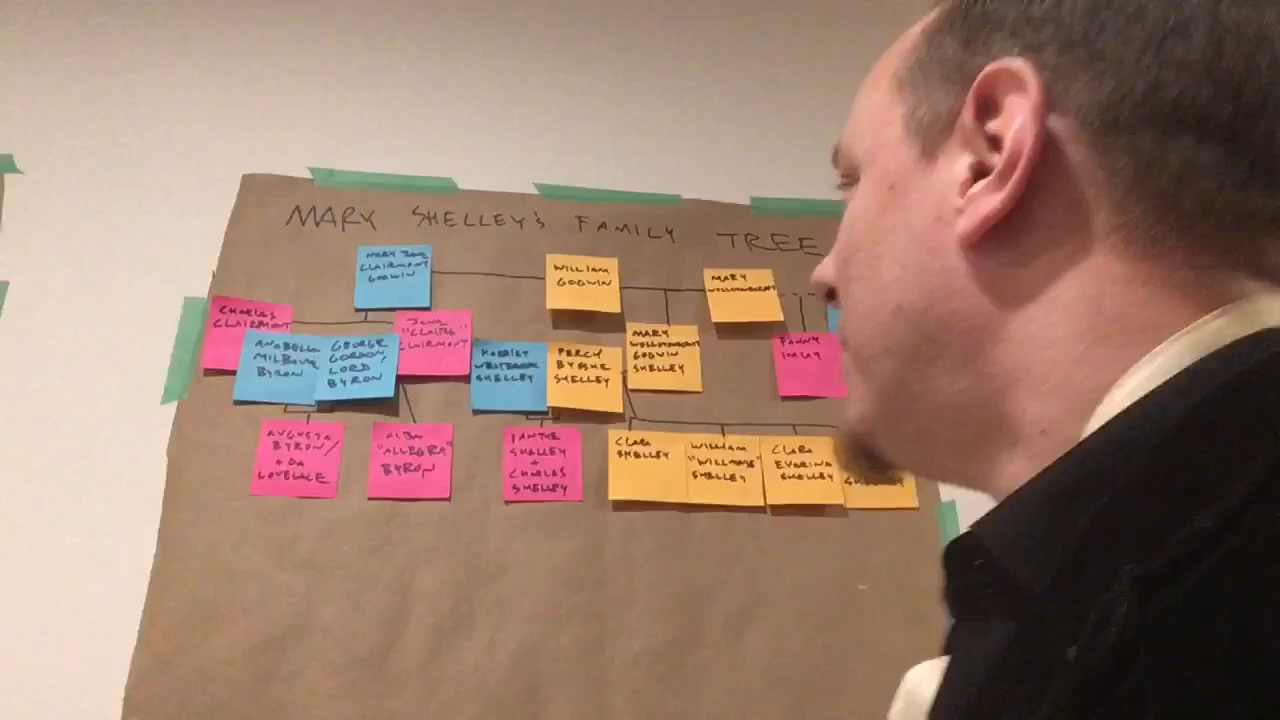 MARY SHELLEY'S FAMILY TREE
MARY JANE
CLAIRMONT
GODWIN
WILLIAM
GODWIN
MARY
WOLLSTONECRAFT
CHARLES
CLAIRMONT
JANE
"CLAIRE"
CLAIRMONT
ANABELLA
MILBANK
BYRON
GEORGE
GORDON,
LORD
BYRON
HARRIET
WESTBROOK
SHELLEY
PERCY
BYSSHE
SHELLEY
MARY
WOLLSTONECRAFT
GODWIN
SHELLEY
FANNY
IMLAY
AUGUSTA
BYRON/
ADA
LOVELACE
ALBA
"ALLEGRA"
BYRON
IANTHE
SHELLEY
+
CHARLES
SHELLEY
CLARA
SHELLEY
WILLIAM
"WILLMOUSE"
SHELLEY
CLARA
EVERINA
SHELLEY
SHELLEY